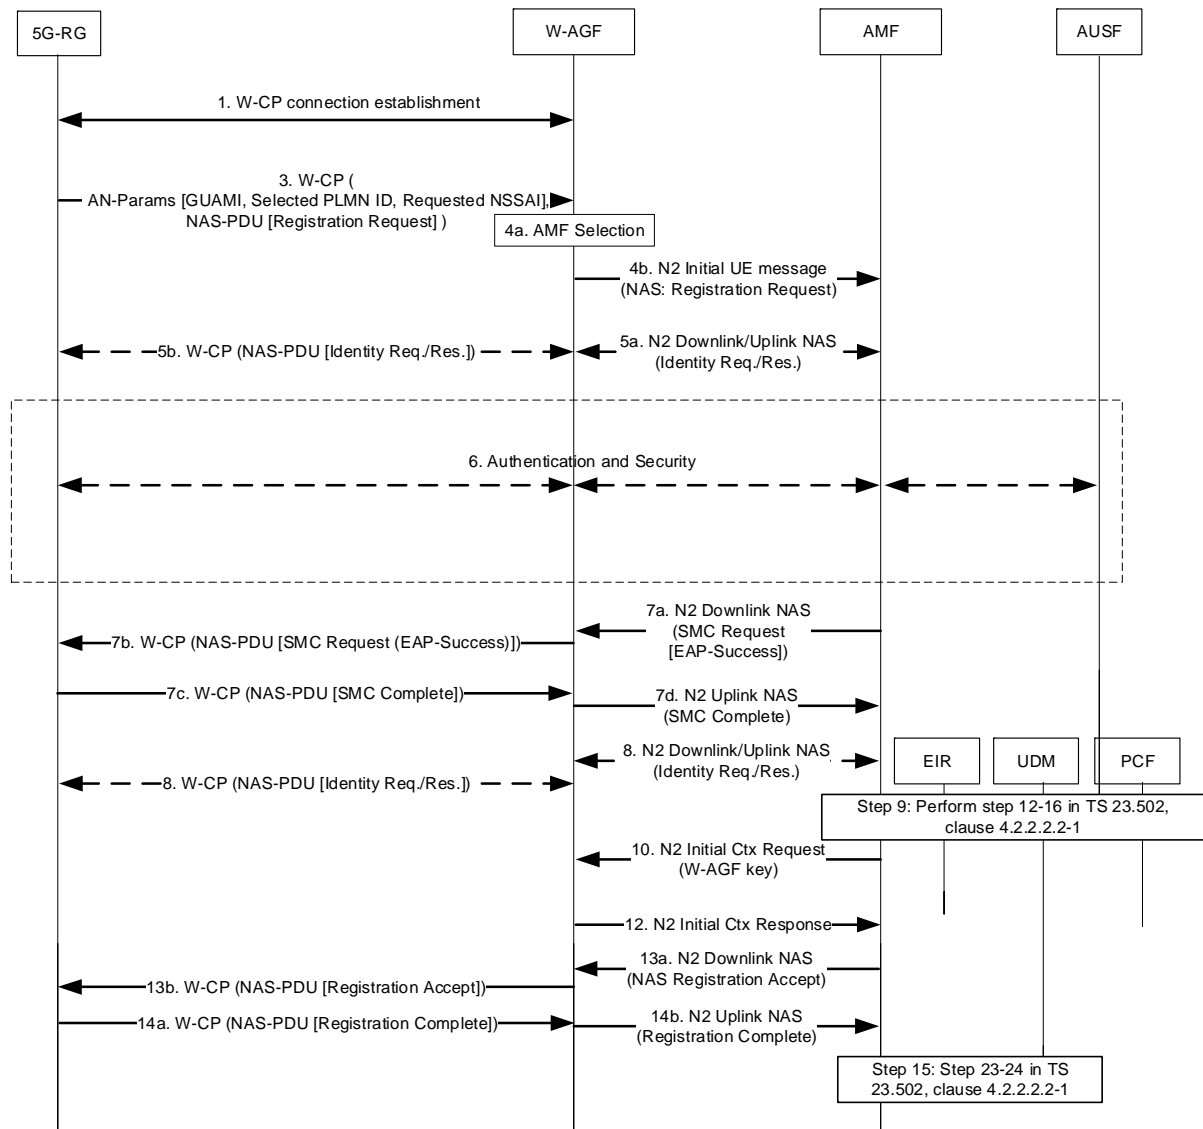 5G-RG
W-AGF
AMF
AUSF
1. W-CP connection establishment
3. W-CP (
AN-Params [GUAMI, Selected PLMN ID, Requested NSSAI],
NAS-PDU [Registration Request] )
4a. AMF Selection
4b. N2 Initial UE message
(NAS: Registration Request)
5b. W-CP (NAS-PDU [Identity Req./Res.])
5a. N2 Downlink/Uplink NAS
(Identity Req./Res.)
6. Authentication and Security
7a. N2 Downlink NAS
(SMC Request
[EAP-Success])
7b. W-CP (NAS-PDU [SMC Request (EAP-Success)])
7c. W-CP (NAS-PDU [SMC Complete])
7d. N2 Uplink NAS
(SMC Complete)
8. N2 Downlink/Uplink NAS
(Identity Req./Res.)
8. W-CP (NAS-PDU [Identity Req./Res.])
EIR
UDM
PCF
Step 9: Perform step 12-16 in TS 23.502,
clause 4.2.2.2.2-1
10. N2 Initial Ctx Request
(W-AGF key)
12. N2 Initial Ctx Response
13a. N2 Downlink NAS
(NAS Registration Accept)
13b. W-CP (NAS-PDU [Registration Accept])
14a. W-CP (NAS-PDU [Registration Complete])
14b. N2 Uplink NAS
(Registration Complete)
Step 15: Step 23-24 in TS
23.502, clause 4.2.2.2.2-1